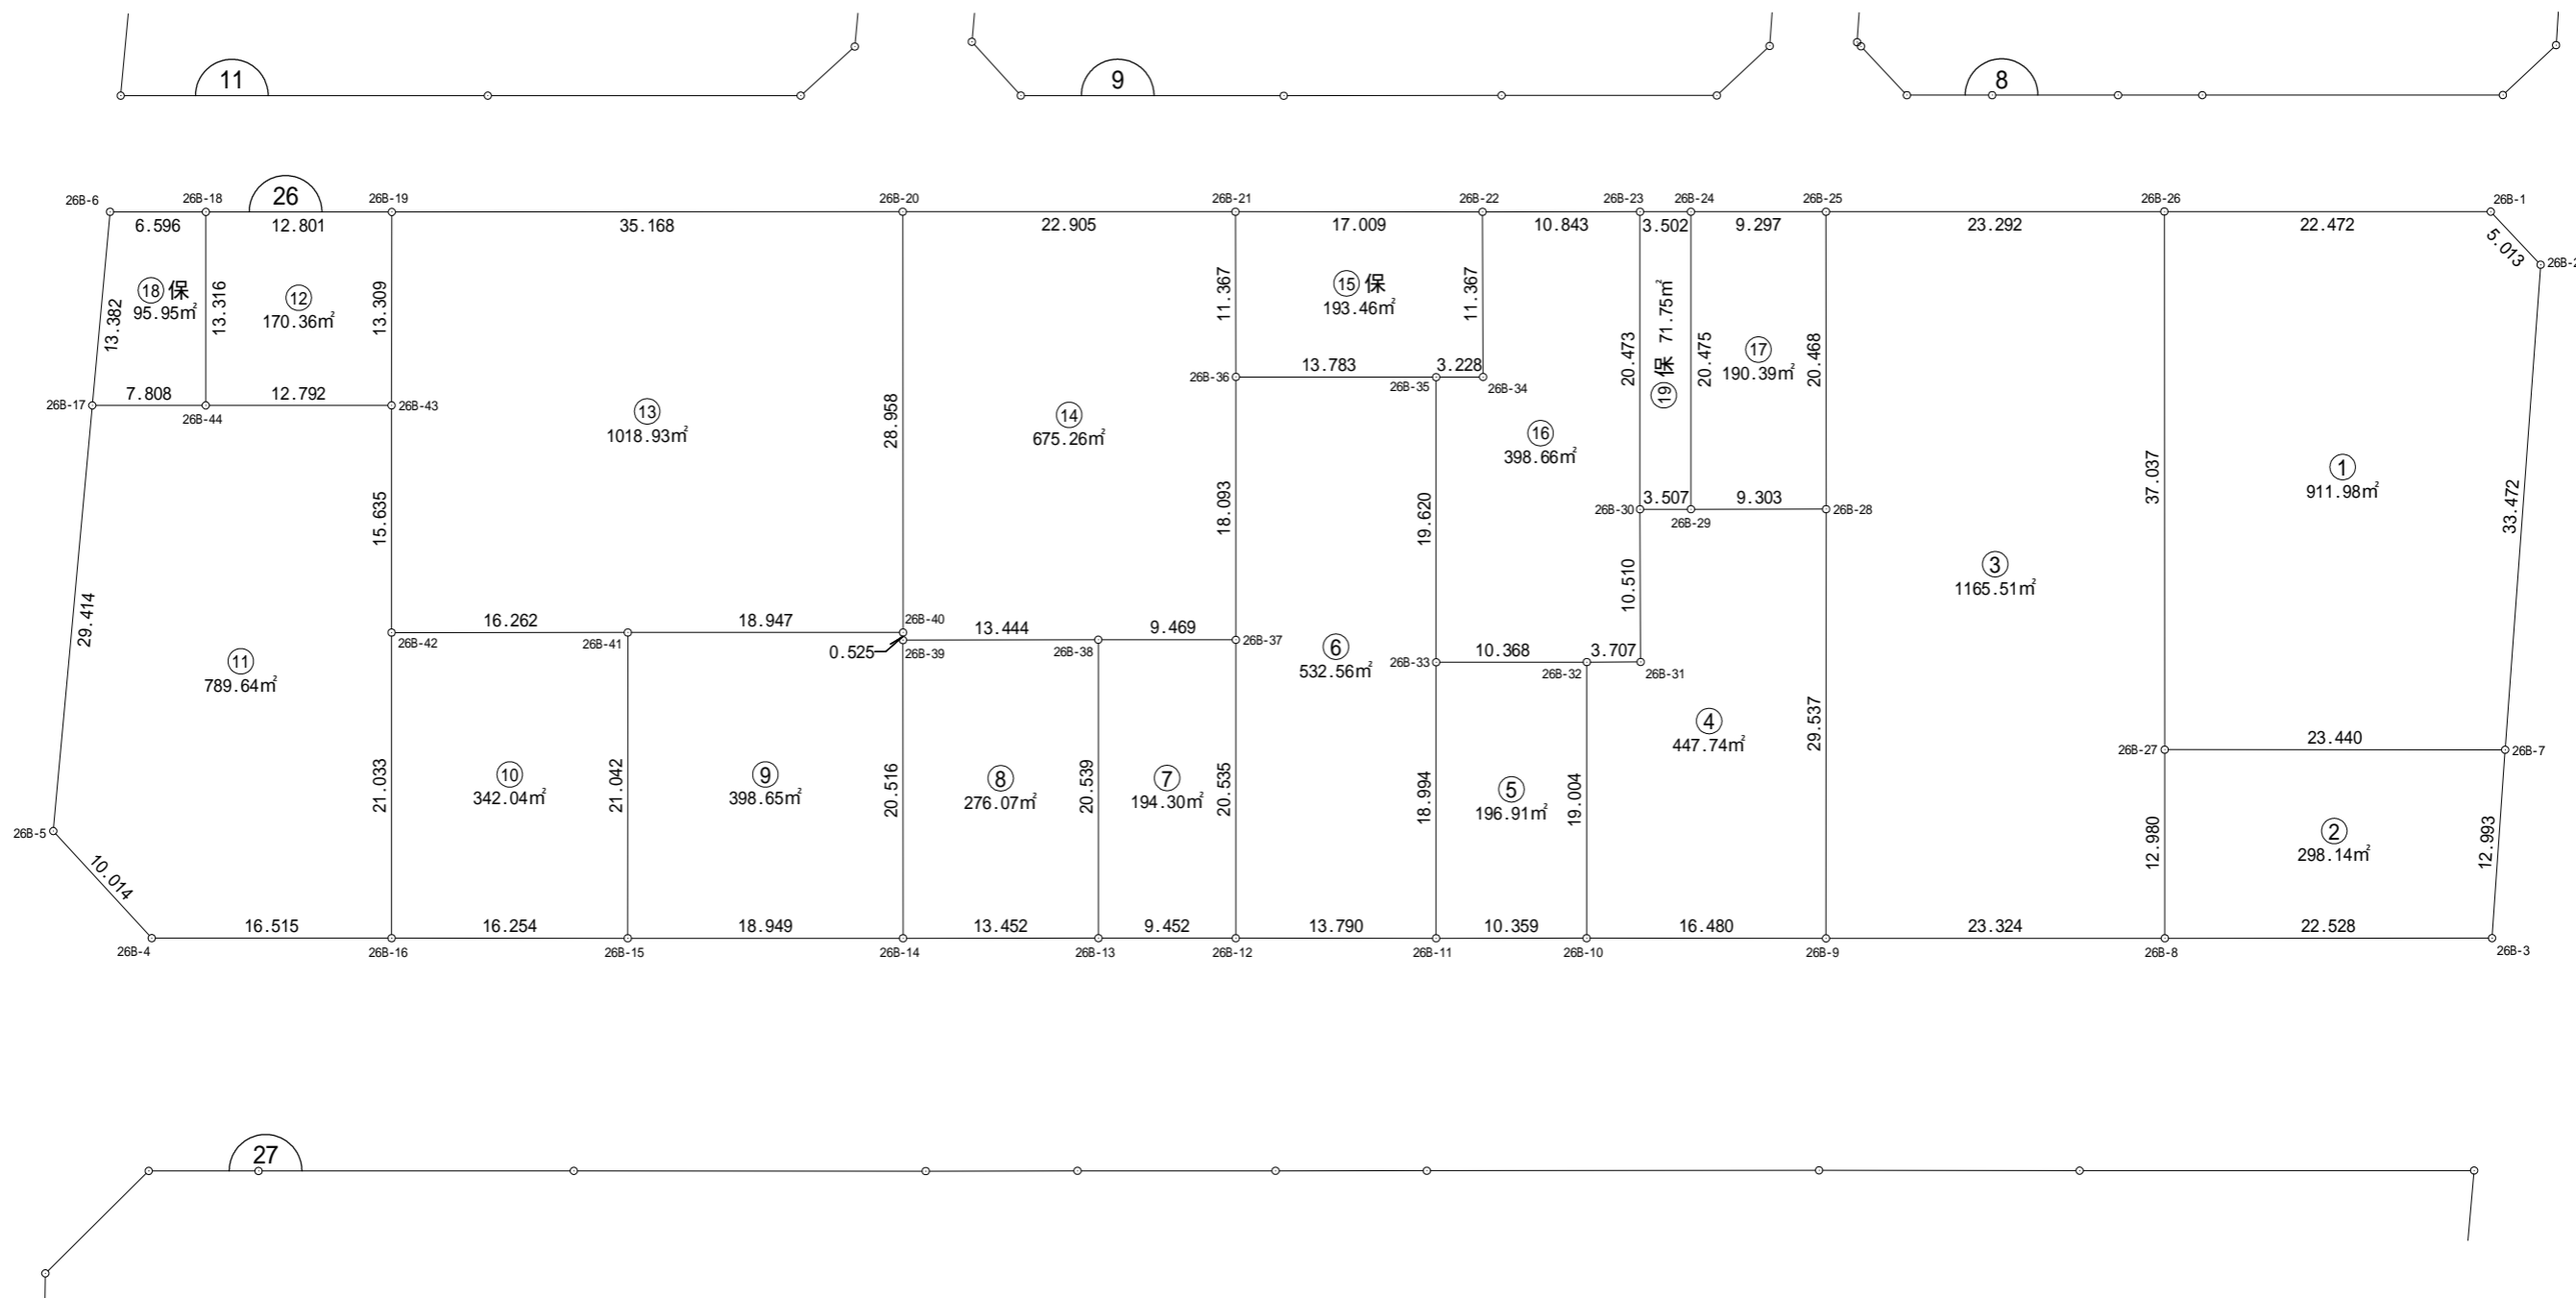 11
9
8
26B-6
26B-18
26
26B-19
26B-20
26B-21
26B-22
26B-23
26B-24
26B-25
26B-26
26B-1
6.596
12.801
35.168
22.905
17.009
10.843
3.502
9.297
23.292
22.472
5.013
26B-2
13.382
⑱保
95.95㎡
13.316
⑫
170.36㎡
13.309
11.367
⑮保
193.46㎡
11.367
20.473
⑲保 71.75㎡
20.475
⑰
190.39㎡
20.468
26B-17
7.808
26B-44
12.792
26B-43
⑬
1018.93㎡
28.958
⑭
675.26㎡
26B-36
13.783
26B-35
3.228
26B-34
⑯
398.66㎡
37.037
①
911.98㎡
33.472
15.635
18.093
19.620
26B-30
3.507
26B-29
9.303
26B-28
10.510
③
1165.51㎡
29.414
16.262
18.947
26B-40
26B-42
26B-41
0.525
26B-39
13.444
26B-38
9.469
26B-37
⑥
532.56㎡
26B-33
10.368
26B-32
3.707
26B-31
⑪
789.64㎡
④
447.74㎡
29.537
26B-27
23.440
26B-7
21.033
⑩
342.04㎡
21.042
⑨
398.65㎡
20.516
⑧
276.07㎡
20.539
⑦
194.30㎡
20.535
18.994
⑤
196.91㎡
19.004
12.980
②
298.14㎡
12.993
26B-5
10.014
16.515
16.254
18.949
13.452
9.452
13.790
10.359
16.480
23.324
22.528
26B-4
26B-16
26B-15
26B-14
26B-13
26B-12
26B-11
26B-10
26B-9
26B-8
26B-3
27